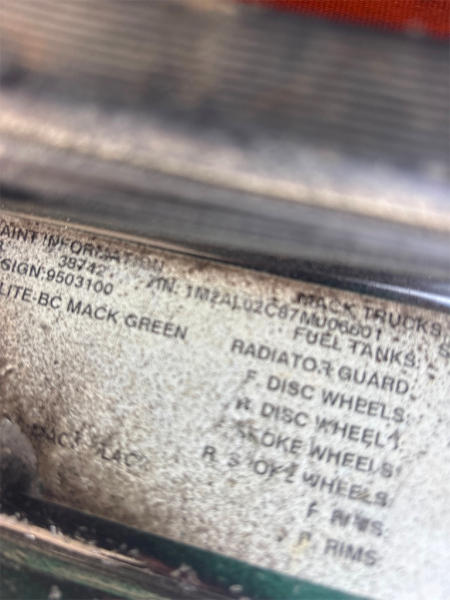 MACK TRUCKS
AINT INFORMATION
38742 VIN: 1M2AL02C87M006601
SIGN:9503100 FUEL TANKS:
LITE-BC MACK GREEN
RADIATOR GUARD:
F. DISC WHEELS:
R. DISC WHEEL
SPOKE WHEELS:
R. SPOKE WHEELS:
F RIMS:
R. RIMS: